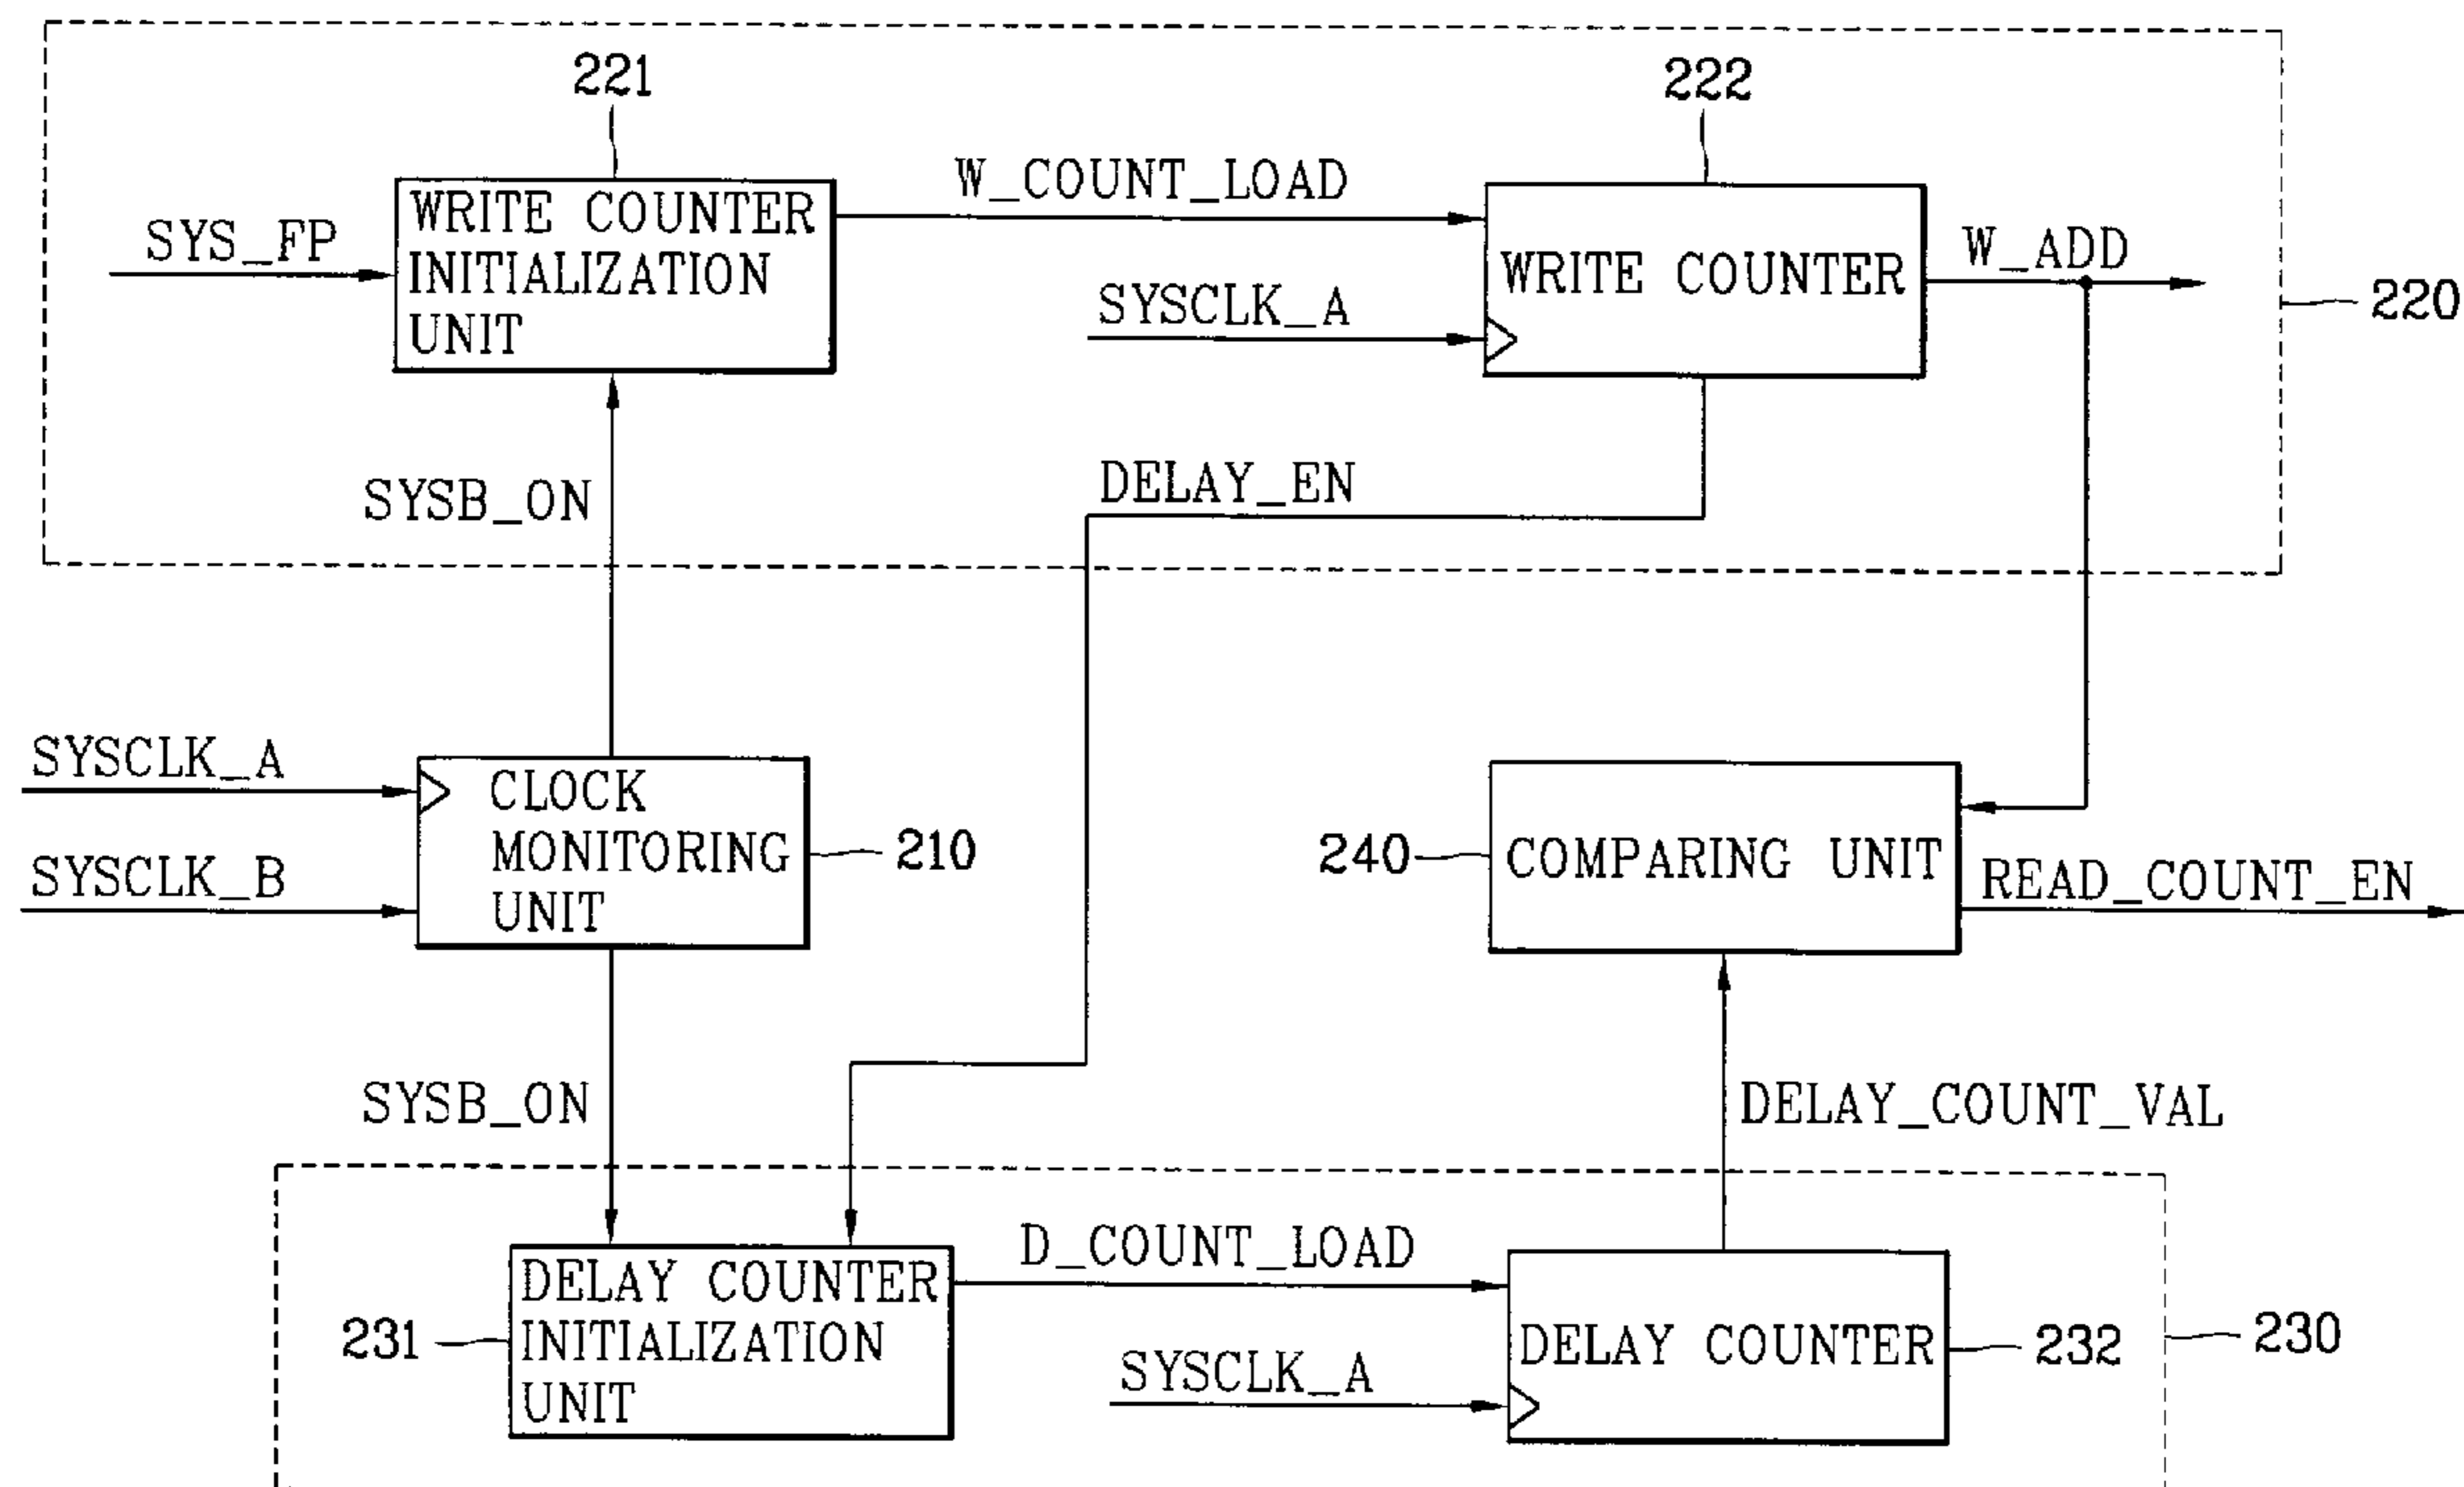 221
222
W_COUNT_LOAD
SYS_FP
WRITE COUNTER
INITIALIZATION
UNIT
SYSCLK_A
WRITE COUNTER
W_ADD
220
SYSB_ON
DELAY_EN
SYSCLK_A
SYSCLK_B
CLOCK
MONITORING
UNIT
210
240
COMPARING UNIT
READ_COUNT_EN
SYSB_ON
DELAY_COUNT_VAL
231
DELAY COUNTER
INITIALIZATION
UNIT
D_COUNT_LOAD
SYSCLK_A
DELAY COUNTER
232
230